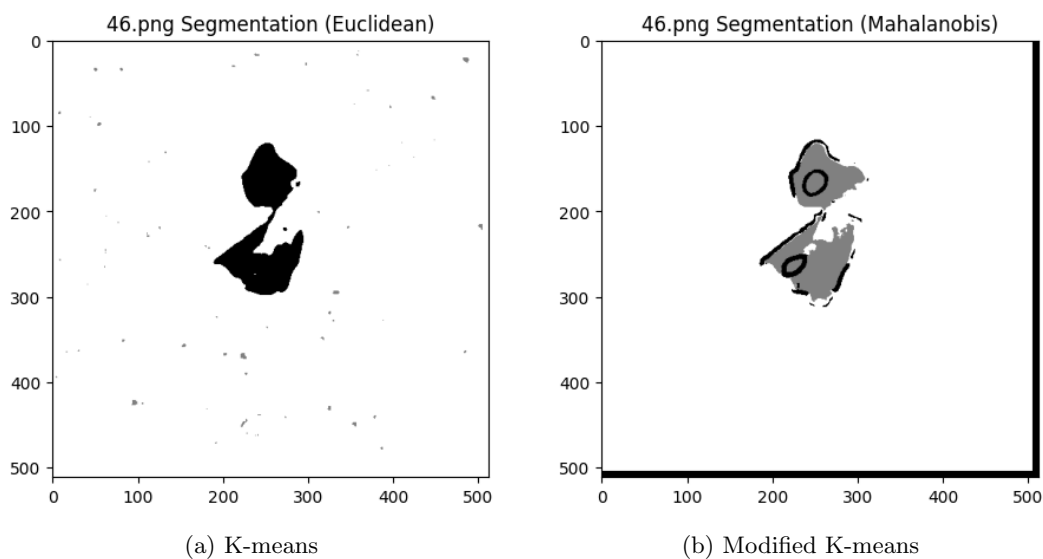 46.png Segmentation (Euclidean)
0
100
200
300
400
500
0 100 200 300 400 500
(a) K-means
46.png Segmentation (Mahalanobis)
0
100
200
300
400
500
0 100 200 300 400 500
(b) Modified K-means